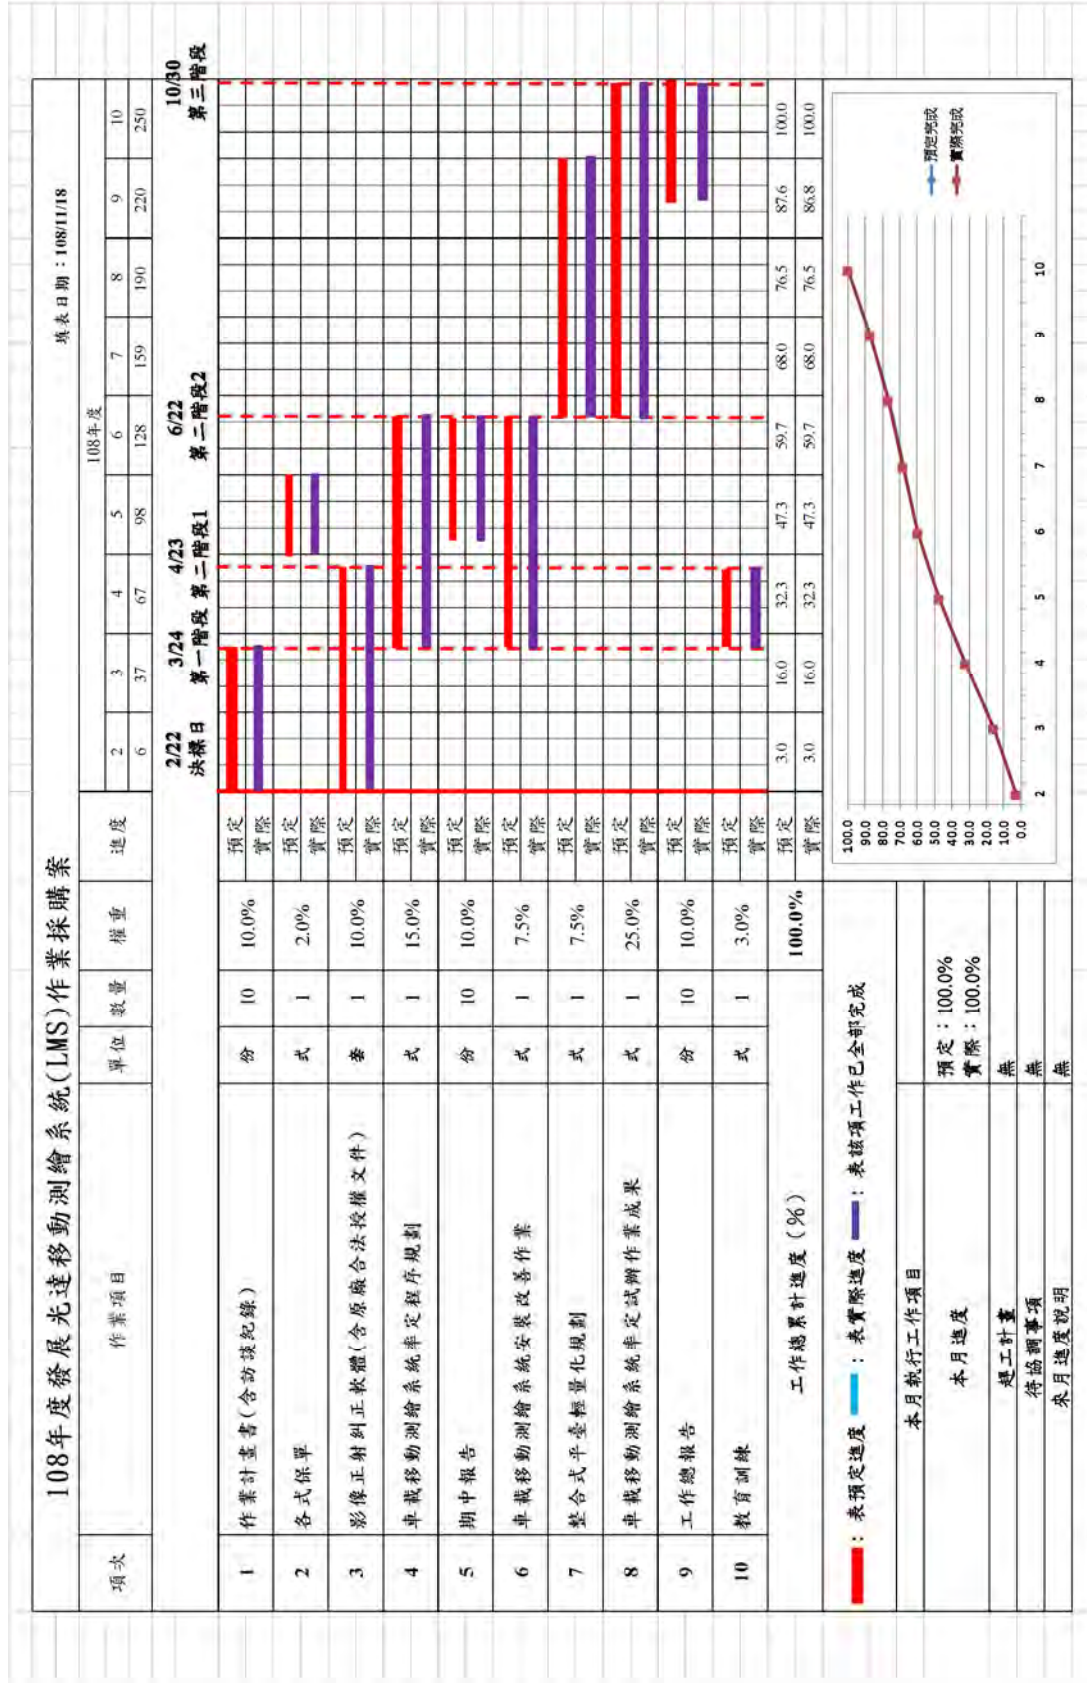 108年度發展光達移動測繪系統(LMS)作業採購案
填表日期：108/11/18
項次 作業項目 單位 數量 權重 進度 108年度
2 3 4 5 6 7 8 9 10
6 37 67 98 128 159 190 220 250
2/22 3/24 4/23 6/22 10/30
決標日 第一階段 第二階段1 第二階段2 第三階段
1 作業計畫書(含訪談紀錄) 份 10 10.0% 預定
實際
2 各式保單 式 1 2.0% 預定
實際
3 影像正射糾正軟體(含原廠合法授權文件) 套 1 10.0% 預定
實際
4 車載移動測繪系統率定程序規劃 式 1 15.0% 預定
實際
5 期中報告 份 10 10.0% 預定
實際
6 車載移動測繪系統安裝改善作業 式 1 7.5% 預定
實際
7 整合式平臺輕量化規劃 式 1 7.5% 預定
實際
8 車載移動測繪系統率定試辦作業成果 式 1 25.0% 預定
實際
9 工作總報告 份 10 10.0% 預定
實際
10 教育訓練 式 1 3.0% 預定
實際
工作總累計進度(%) 100.0% 預定 3.0 16.0 32.3 47.3 59.7 68.0 76.5 87.6 100.0
實際 3.0 16.0 32.3 47.3 59.7 68.0 76.5 86.8 100.0
：表預定進度 ：表實際進度 ：表該項工作已全部完成
本月執行工作項目
本月進度 預定：100.0%
實際：100.0%
趕工計畫 無
待協調事項 無
來月進度說明 無
100.0
90.0
80.0
70.0
60.0
50.0
40.0
30.0
20.0
10.0
0.0
2 3 4 5 6 7 8 9 10
預定完成
實際完成